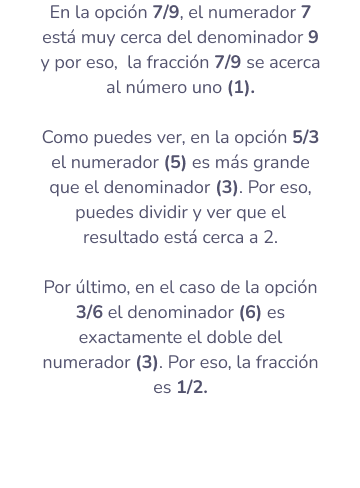 En la opción 7/9, el numerador 7
está muy cerca del denominador 9
y por eso, la fracción 7/9 se acerca
al número uno (1).
Como puedes ver, en la opción 5/3
el numerador (5) es más grande
que el denominador (3). Por eso,
puedes dividir y ver que el
resultado está cerca a 2.
Por último, en el caso de la opción
3/6 el denominador (6) es
exactamente el doble del
numerador (3). Por eso, la fracción
es 1/2.